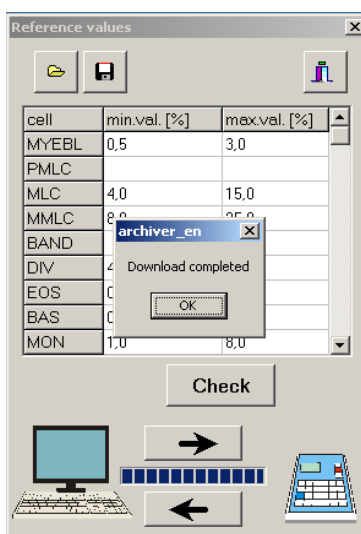 Reference values
cell min.val. [%] max.val. [%]
MYEBL 0,5 3,0
PMLC
MLC 4,0 15,0
MMLC
BAND
DIV
EOS
BAS
MON 1,0 8,0
archiver_en
Download completed
OK
Check